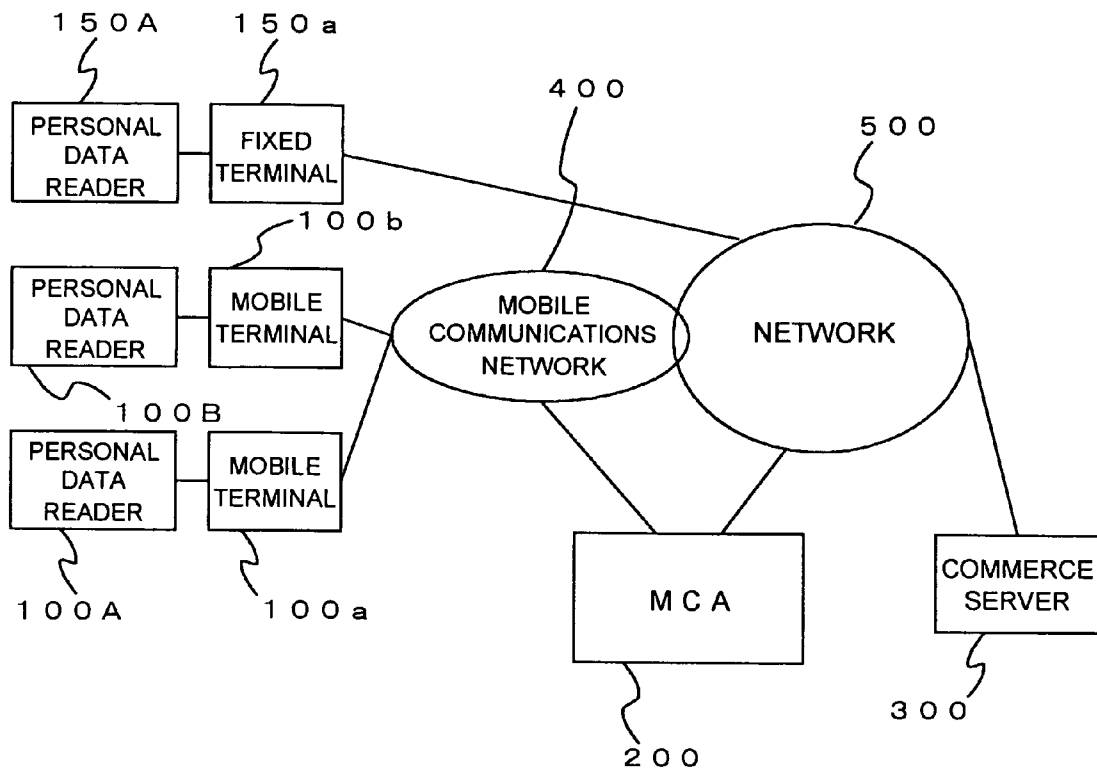 150A
150a
400
500
PERSONAL
DATA
READER
FIXED
TERMINAL
100b
PERSONAL
DATA
READER
MOBILE
TERMINAL
MOBILE
COMMUNICATIONS
NETWORK
NETWORK
100B
PERSONAL
DATA
READER
MOBILE
TERMINAL
100A
100a
MCA
COMMERCE
SERVER
200
300